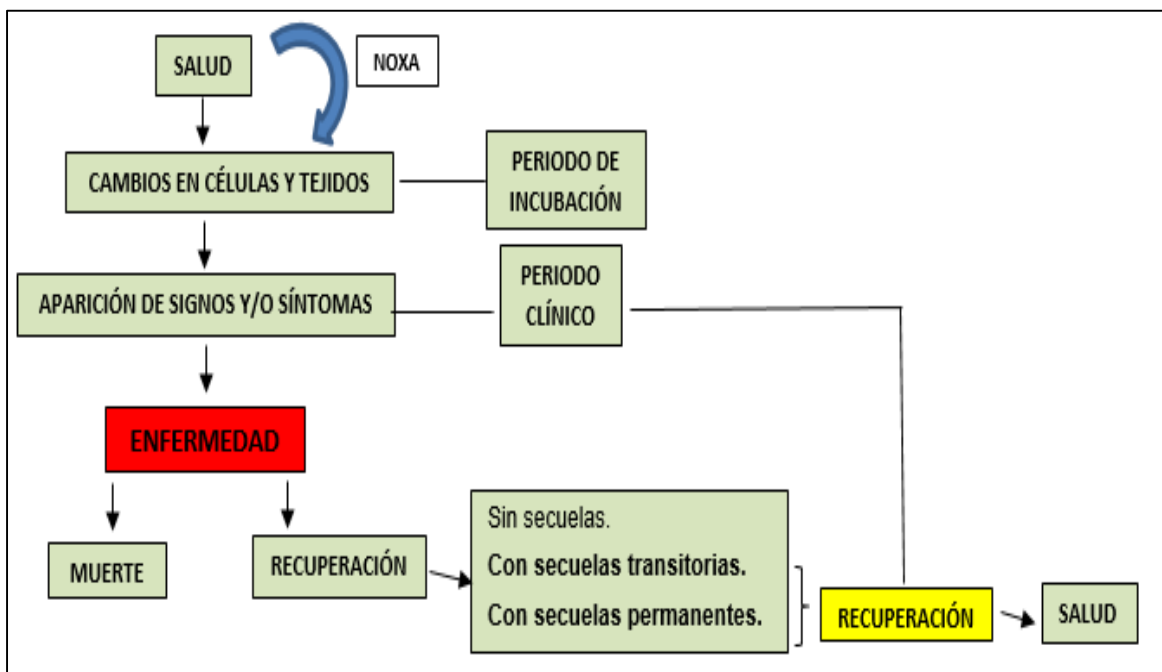 SALUD
NOXA
CAMBIOS EN CÉLULAS Y TEJIDOS
PERIODO DE
INCUBACIÓN
APARICIÓN DE SIGNOS Y/O SÍNTOMAS
PERIODO
CLÍNICO
ENFERMEDAD
MUERTE
RECUPERACIÓN
Sin secuelas.
Con secuelas transitorias.
Con secuelas permanentes.
RECUPERACIÓN
SALUD